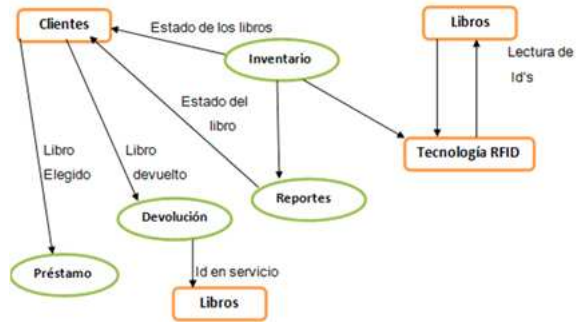 Clientes
Estado de los libros
Libros
Inventario
Lectura de
Id's
Estado del
libro
Libro
Elegido
Libro
devuelto
Tecnología RFID
Reportes
Devolución
Préstamo
Id en servicio
Libros